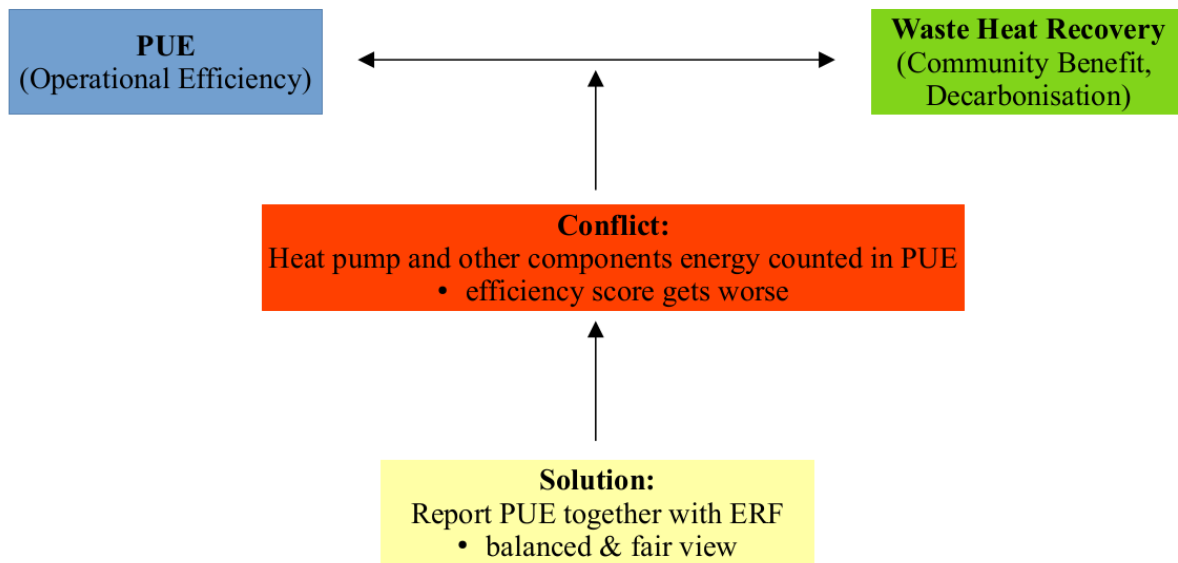 PUE
(Operational Efficiency)
Waste Heat Recovery
(Community Benefit,
Decarbonisation)
Conflict:
Heat pump and other components energy counted in PUE
• efficiency score gets worse
Solution:
Report PUE together with ERF
• balanced & fair view